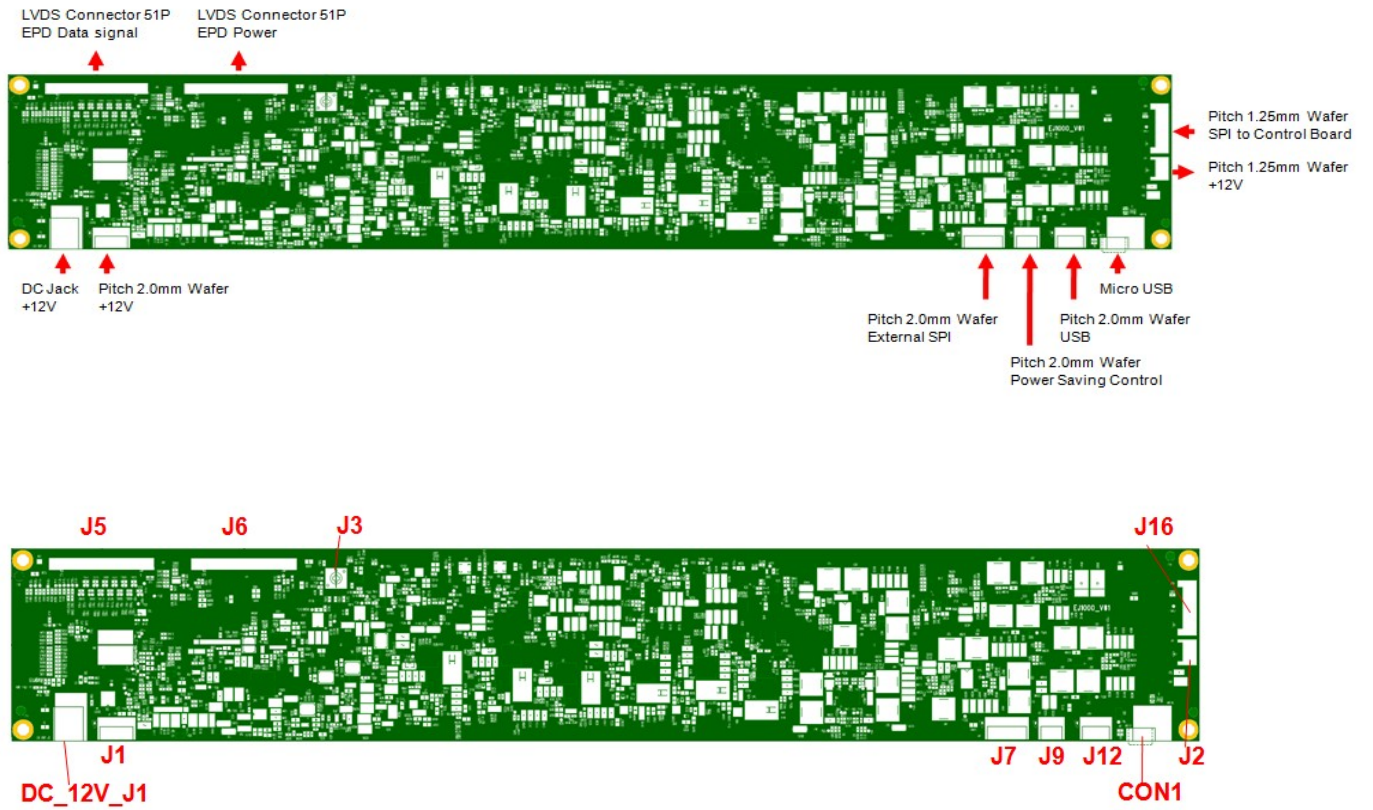 LVDS Connector 51P
EPD Data signal
LVDS Connector 51P
EPD Power
EJ1000_V01
Pitch 1.25mm Wafer
SPI to Control Board
Pitch 1.25mm Wafer
+12V
DC Jack
+12V
Pitch 2.0mm Wafer
+12V
Pitch 2.0mm Wafer
External SPI
Pitch 2.0mm Wafer
Power Saving Control
Pitch 2.0mm Wafer
USB
Micro USB
J5
J6
J3
J16
EJ1000_V01
J1
DC_12V_J1
J7
J9
J12
CON1
J2